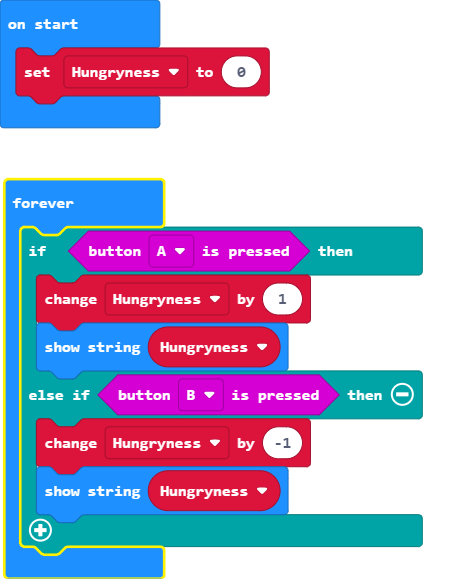 on start
set Hungryness to 0
forever
if button A is pressed then
change Hungryness by 1
show string Hungryness
else if button B is pressed then
change Hungryness by -1
show string Hungryness